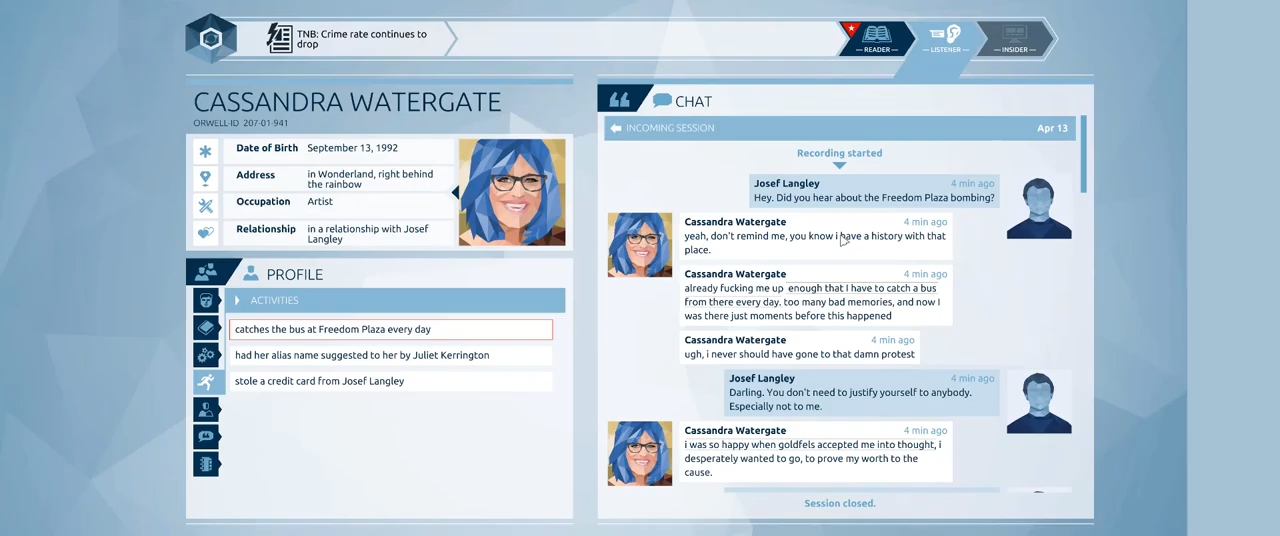 TNB: Crime rate continues to
drop
READER
LISTENER
INSIDER
CASSANDRA WATERGATE
ORWELL-ID 207-01-941
Date of Birth September 13, 1992
Address in Wonderland, right behind
the rainbow
Occupation Artist
Relationship in a relationship with Josef
Langley
PROFILE
ACTIVITIES
catches the bus at Freedom Plaza every day
had her alias name suggested to her by Juliet Kerrington
stole a credit card from Josef Langley
CHAT
INCOMING SESSION Apr 13
Recording started
Josef Langley 4 min ago
Hey. Did you hear about the Freedom Plaza bombing?
Cassandra Watergate 4 min ago
yeah, don't remind me, you know i have a history with that
place.
Cassandra Watergate 4 min ago
already fucking me up enough that I have to catch a bus
from there every day. too many bad memories, and now I
was there just moments before this happened
Cassandra Watergate 4 min ago
ugh, i never should have gone to that damn protest
Josef Langley 4 min ago
Darling. You don't need to justify yourself to anybody.
Especially not to me.
Cassandra Watergate 4 min ago
i was so happy when goldfels accepted me into thought, i
desperately wanted to go, to prove my worth to the
cause.
Session closed.